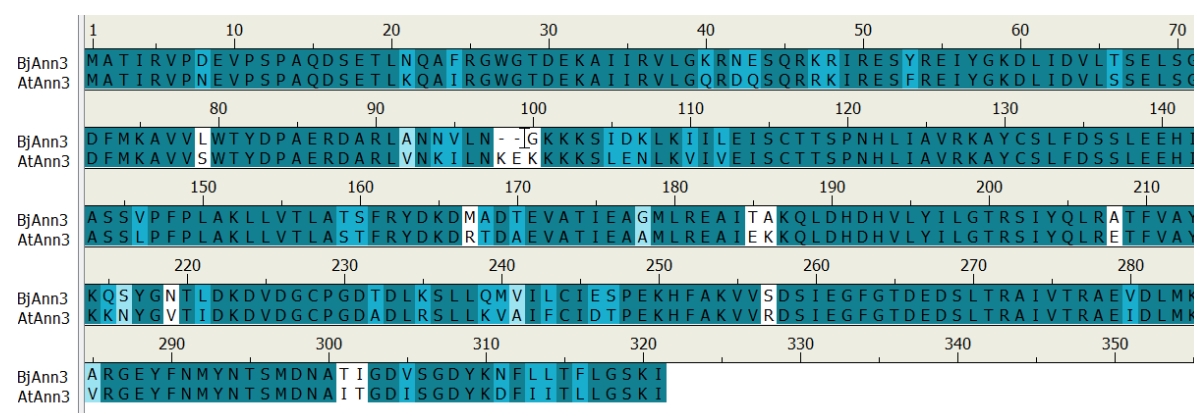 1 10 20 30 40 50 60 70
BjAnn3 MATIRVPDEVPSPAQDSETLNQAFRGWGTDEKAIIRVLGKRNESQRKRIRESYREIYGKDLIDVLTSELSG
AtAnn3 MATIRVPNEVPSPAQDSETLKQAIRGWGTDEKAIIRVLGQRDQSQRRKIRESFREIYGKDLIDVLSSELSG
80 90 100 110 120 130 140
BjAnn3 DFMKAVVLWTYDPAERDARLANNVLN--GKKKSIDKLKIILEISCTTSPNHLIAVRKAYCSLFDSSLEEHI
AtAnn3 DFMKAVVSWTYDPAERDARLVNKILNKEKKKKSLENLKVIVEISCTTSPNHLIAVRKAYCSLFDSSLEEHI
150 160 170 180 190 200 210
BjAnn3 ASSVPFPLAKLLVTLATSFRYDKDMADTEVATIEAGMLREAITAKQLDHDHVLYILGTRSIYQLRATFVAY
AtAnn3 ASSLPFPLAKLLVTLASTFRYDKDRTDAEVATIEAAMLREAIEKKQLDHDHVLYILGTRSIYQLRETFVAY
220 230 240 250 260 270 280
BjAnn3 KQSYGNTLDKDVDGCPGDTDLKSLLQMVILCIESPEKHFAKVVSDSIEGFGTDEDSLTRAIVTRAEVDLMK
AtAnn3 KKNYGVTIDKDVDGCPGDADLRSLLKVAIFCIDTPEKHFAKVVRDSIEGFGTDEDSLTRAIVTRAEIDLMK
290 300 310 320 330 340 350
BjAnn3 ARGEYFNMYNTSMDNATIGDVSGDYKNFLLTFLGSKI
AtAnn3 VRGEYFNMYNTSMDNAITGDISGDYKDFIITLLGSKI